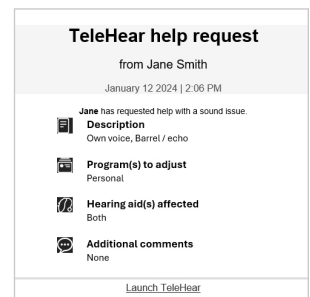 TeleHear help request
from Jane Smith
January 12 2024 | 2:06 PM
Jane has requested help with a sound issue.
Description
Own voice, Barrel / echo
Program(s) to adjust
Personal
Hearing aid(s) affected
Both
Additional comments
None
Launch TeleHear